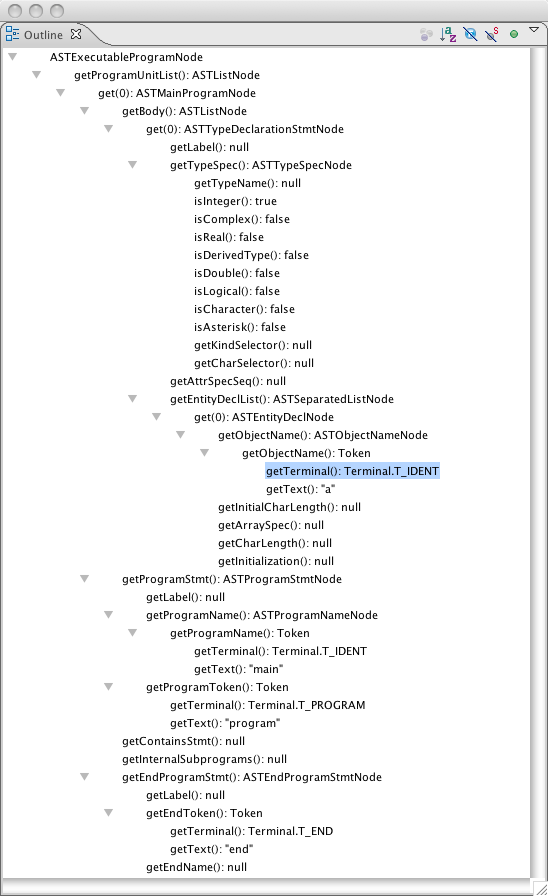 Outline
ASTExecutableProgramNode
getProgramUnitList(): ASTListNode
get(0): ASTMainProgramNode
getBody(): ASTListNode
get(0): ASTTypeDeclarationStmtNode
getLabel(): null
getTypeSpec(): ASTTypeSpecNode
getTypeName(): null
isInteger(): true
isComplex(): false
isReal(): false
isDerivedType(): false
isDouble(): false
isLogical(): false
isCharacter(): false
isAsterisk(): false
getKindSelector(): null
getCharSelector(): null
getAttrSpecSeq(): null
getEntityDeclList(): ASTSeparatedListNode
get(0): ASTEntityDeclNode
getObjectName(): ASTObjectNameNode
getObjectName(): Token
getTerminal(): Terminal.T_IDENT
getText(): "a"
getInitialCharLength(): null
getArraySpec(): null
getCharLength(): null
getInitialization(): null
getProgramStmt(): ASTProgramStmtNode
getLabel(): null
getProgramName(): ASTProgramNameNode
getProgramName(): Token
getTerminal(): Terminal.T_IDENT
getText(): "main"
getProgramToken(): Token
getTerminal(): Terminal.T_PROGRAM
getText(): "program"
getContainsStmt(): null
getInternalSubprograms(): null
getEndProgramStmt(): ASTEndProgramStmtNode
getLabel(): null
getEndToken(): Token
getTerminal(): Terminal.T_END
getText(): "end"
getEndName(): null